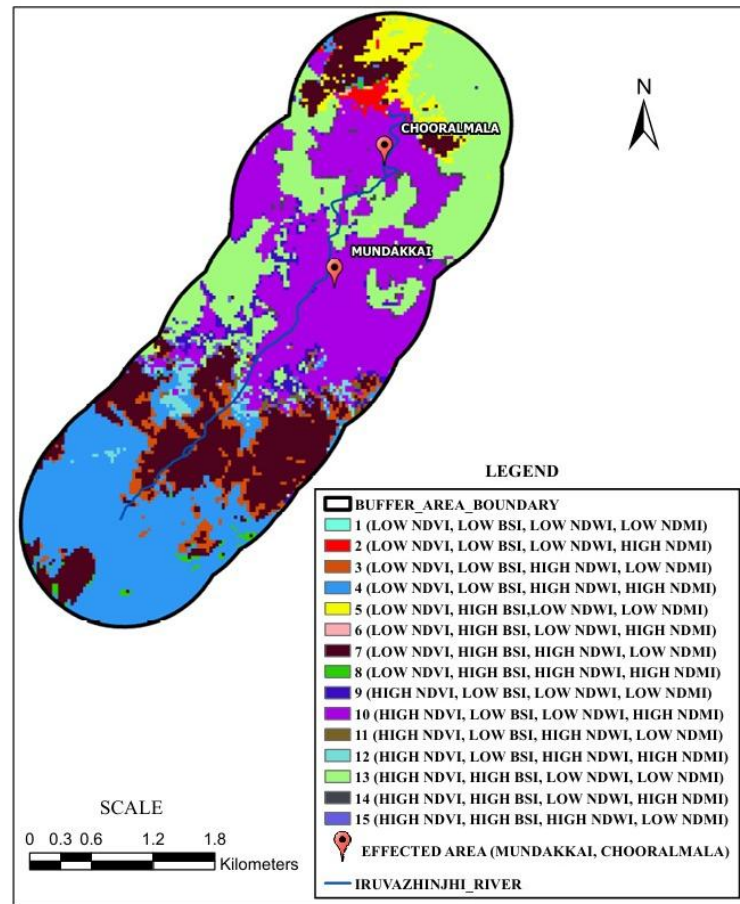 N
CHOORALMALA
MUNDAKKAI
LEGEND
BUFFER_AREA_BOUNDARY
1 (LOW NDVI, LOW BSI, LOW NDWI, LOW NDMI)
2 (LOW NDVI, LOW BSI, LOW NDWI, HIGH NDMI)
3 (LOW NDVI, LOW BSI, HIGH NDWI, LOW NDMI)
4 (LOW NDVI, LOW BSI, HIGH NDWI, HIGH NDMI)
5 (LOW NDVI, HIGH BSI,LOW NDWI, LOW NDMI)
6 (LOW NDVI, HIGH BSI, LOW NDWI, HIGH NDMI)
7 (LOW NDVI, HIGH BSI, HIGH NDWI, LOW NDMI)
8 (LOW NDVI, HIGH BSI, HIGH NDWI, HIGH NDMI)
9 (HIGH NDVI, LOW BSI, LOW NDWI, LOW NDMI)
10 (HIGH NDVI, LOW BSI, LOW NDWI, HIGH NDMI)
11 (HIGH NDVI, LOW BSI, HIGH NDWI, LOW NDMI)
12 (HIGH NDVI, LOW BSI, HIGH NDWI, HIGH NDMI)
13 (HIGH NDVI, HIGH BSI, LOW NDWI, LOW NDMI)
14 (HIGH NDVI, HIGH BSI, LOW NDWI, HIGH NDMI)
15 (HIGH NDVI, HIGH BSI, HIGH NDWI, LOW NDMI)
EFFECTED AREA (MUNDAKKAI, CHOORALMALA)
IRUVAZHINJHI_RIVER
SCALE
0 0.3 0.6 1.2 1.8
Kilometers